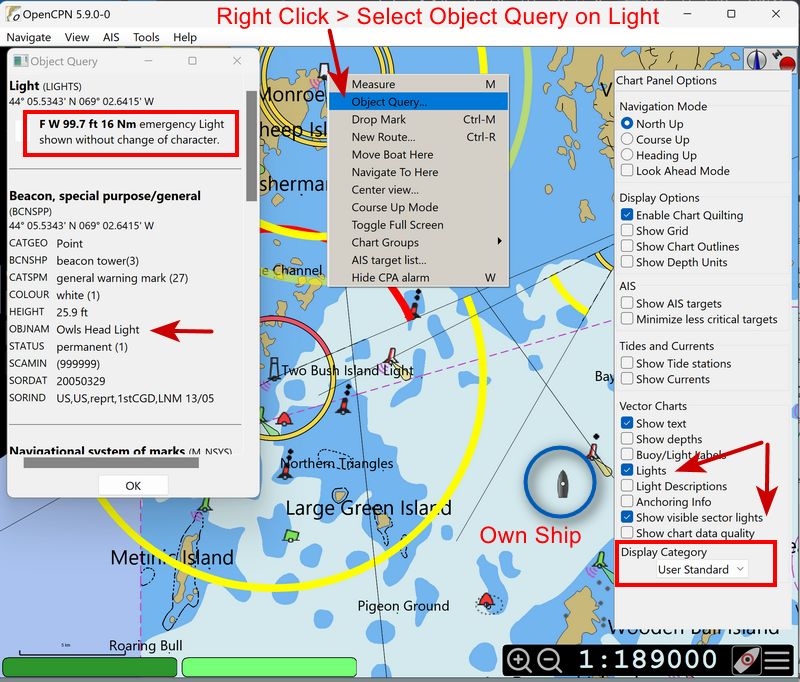 OpenCPN 5.9.0-0
Right Click > Select Object Query on Light
Navigate View AIS Tools Help
Object Query
Light (LIGHTS)
44° 05.5343' N 069° 02.6415' W
F W 99.7 ft 16 Nm emergency Light
shown without change of character.
Beacon, special purpose/general
(BCNSPP)
44° 05.5343' N 069° 02.6415' W
CATGEO Point
BCNSHP beacon tower(3)
CATSPM general warning mark (27)
COLOUR white (1)
HEIGHT 25.9 ft
OBJNAM Owls Head Light
STATUS permanent (1)
SCAMIN (999999)
SORDAT 20050329
SORIND US,US,reprt,1stCGD,LNM 13/05
Navigational system of marks (M_NSYS)
OK
Monroe
heep Isl
sherman
e Channel
Measure M
Object Query...
Drop Mark Ctrl-M
New Route... Ctrl-R
Move Boat Here
Navigate To Here
Center view...
Course Up Mode
Toggle Full Screen
Chart Groups
AIS target list...
Hide CPA alarm W
Two Bush Island Light
Northern Triangles
Large Green Island
Metinic Island
Pigeon Ground
Roaring Bull
Bay
Own Ship
Wooden Ball Island
Chart Panel Options
Navigation Mode
North Up
Course Up
Heading Up
Look Ahead Mode
Display Options
Enable Chart Quilting
Show Grid
Show Chart Outlines
Show Depth Units
AIS
Show AIS targets
Minimize less critical targets
Tides and Currents
Show Tide stations
Show Currents
Vector Charts
Show text
Show depths
Buoy/Light labels
Lights
Light Descriptions
Anchoring Info
Show visible sector lights
Show chart data quality
Display Category
User Standard
5 km
1:189000